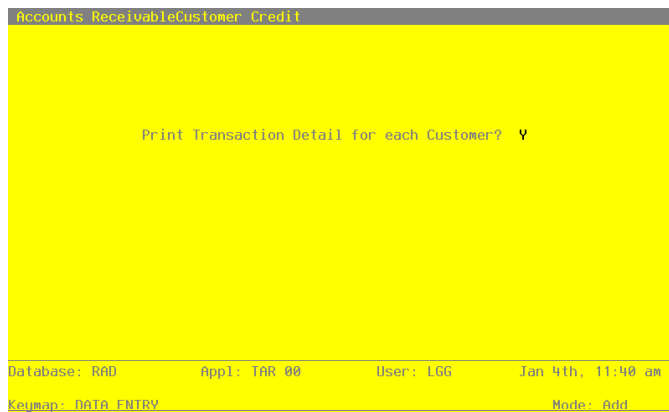 Accounts ReceivableCustomer Credit
Print Transaction Detail for each Customer? Y
Database: RAD Appl: TAR 00 User: LGG Jan 4th, 11:40 am
Keymap: DATA ENTRY Mode: Add